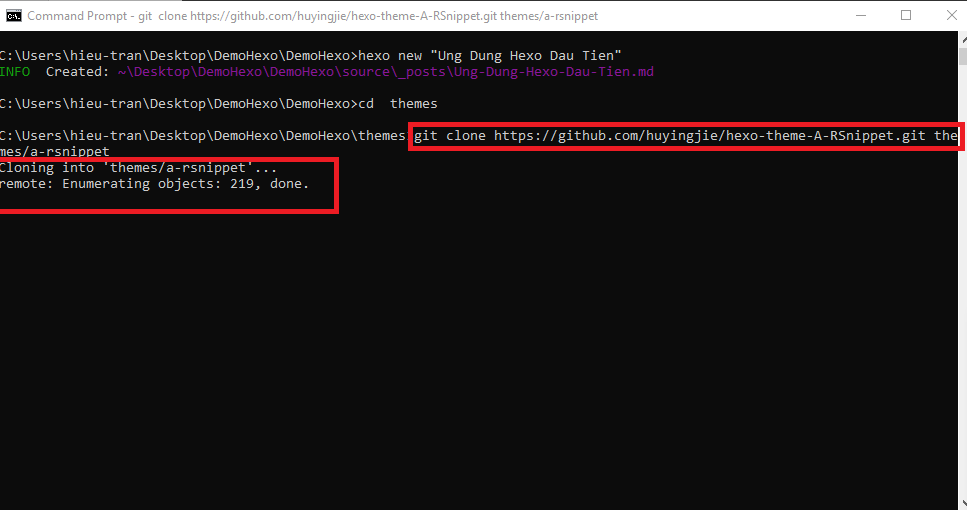 Command Prompt - git  clone https://github.com/huyingjie/hexo-theme-A-RSnippet.git themes/a-rsnippet
C:\Users\hieu-tran\Desktop\DemoHexo\DemoHexo>hexo new "Ung Dung Hexo Dau Tien"
INFO  Created: ~\Desktop\DemoHexo\DemoHexo\source\_posts\Ung-Dung-Hexo-Dau-Tien.md
C:\Users\hieu-tran\Desktop\DemoHexo\DemoHexo>cd  themes
C:\Users\hieu-tran\Desktop\DemoHexo\DemoHexo\themes>git clone https://github.com/huyingjie/hexo-theme-A-RSnippet.git the
mes/a-rsnippet
Cloning into 'themes/a-rsnippet'...
remote: Enumerating objects: 219, done.